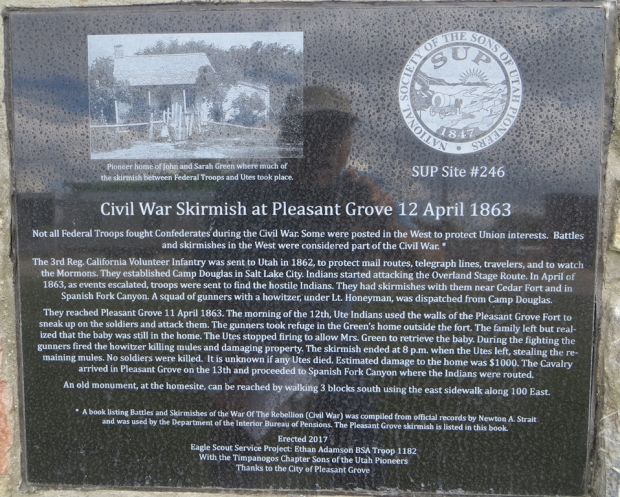 NATIONAL SOCIETY OF THE SONS OF UTAH PIONEERS
SUP
1847
Pioneer home of John and Sarah Green where much of
the skirmish between Federal Troops and Utes took place.
SUP Site #246
Civil War Skirmish at Pleasant Grove 12 April 1863
Not all Federal Troops fought Confederates during the Civil War. Some were posted in the West to protect Union interests. Battles
and skirmishes in the West were considered part of the Civil War. *
The 3rd Reg. California Volunteer Infantry was sent to Utah in 1862, to protect mail routes, telegraph lines, travelers, and to watch
the Mormons. They established Camp Douglas in Salt Lake City. Indians started attacking the Overland Stage Route. In April of
1863, as events escalated, troops were sent to find the hostile Indians. They had skirmishes with them near Cedar Fort and in
Spanish Fork Canyon. A squad of gunners with a howitzer, under Lt. Honeyman, was dispatched from Camp Douglas.
They reached Pleasant Grove 11 April 1863. The morning of the 12th, Ute Indians used the walls of the Pleasant Grove Fort to
sneak up on the soldiers and attack them. The gunners took refuge in the Green's home outside the fort. The family left but real-
ized that the baby was still in the home. The Utes stopped firing to allow Mrs. Green to retrieve the baby. During the fighting the
gunners fired the howitzer killing mules and damaging property. The skirmish ended at 8 p.m. when the Utes left, stealing the re-
maining mules. No soldiers were killed. It is unknown if any Utes died. Estimated damage to the home was $1000. The Cavalry
arrived in Pleasant Grove on the 13th and proceeded to Spanish Fork Canyon where the Indians were routed.
An old monument, at the homesite, can be reached by walking 3 blocks south using the east sidewalk along 100 East.
* A book listing Battles and Skirmishes of the War Of The Rebellion (Civil War) was compiled from official records by Newton A. Strait
and was used by the Department of the Interior Bureau of Pensions. The Pleasant Grove skirmish is listed in this book.
Erected 2017
Eagle Scout Service Project: Ethan Adamson BSA Troop 1182
With the Timpanogos Chapter Sons of the Utah Pioneers
Thanks to the City of Pleasant Grove